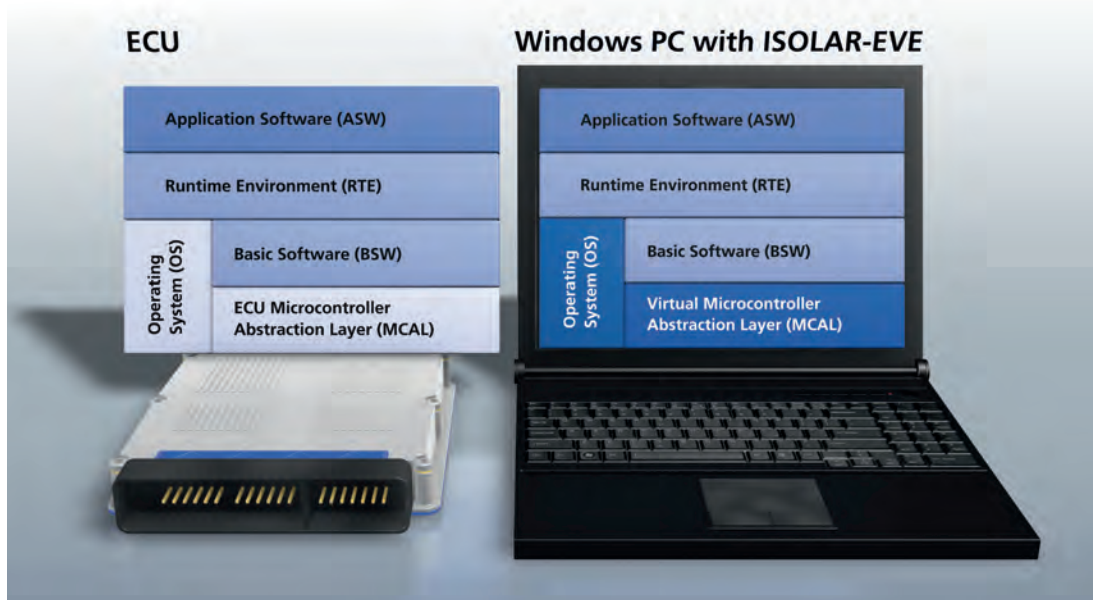 ECU
Application Software (ASW)
Runtime Environment (RTE)
Operating
System (OS)
Basic Software (BSW)
ECU Microcontroller
Abstraction Layer (MCAL)
Windows PC with ISOLAR-EVE
Application Software (ASW)
Runtime Environment (RTE)
Operating
System (OS)
Basic Software (BSW)
Virtual Microcontroller
Abstraction Layer (MCAL)